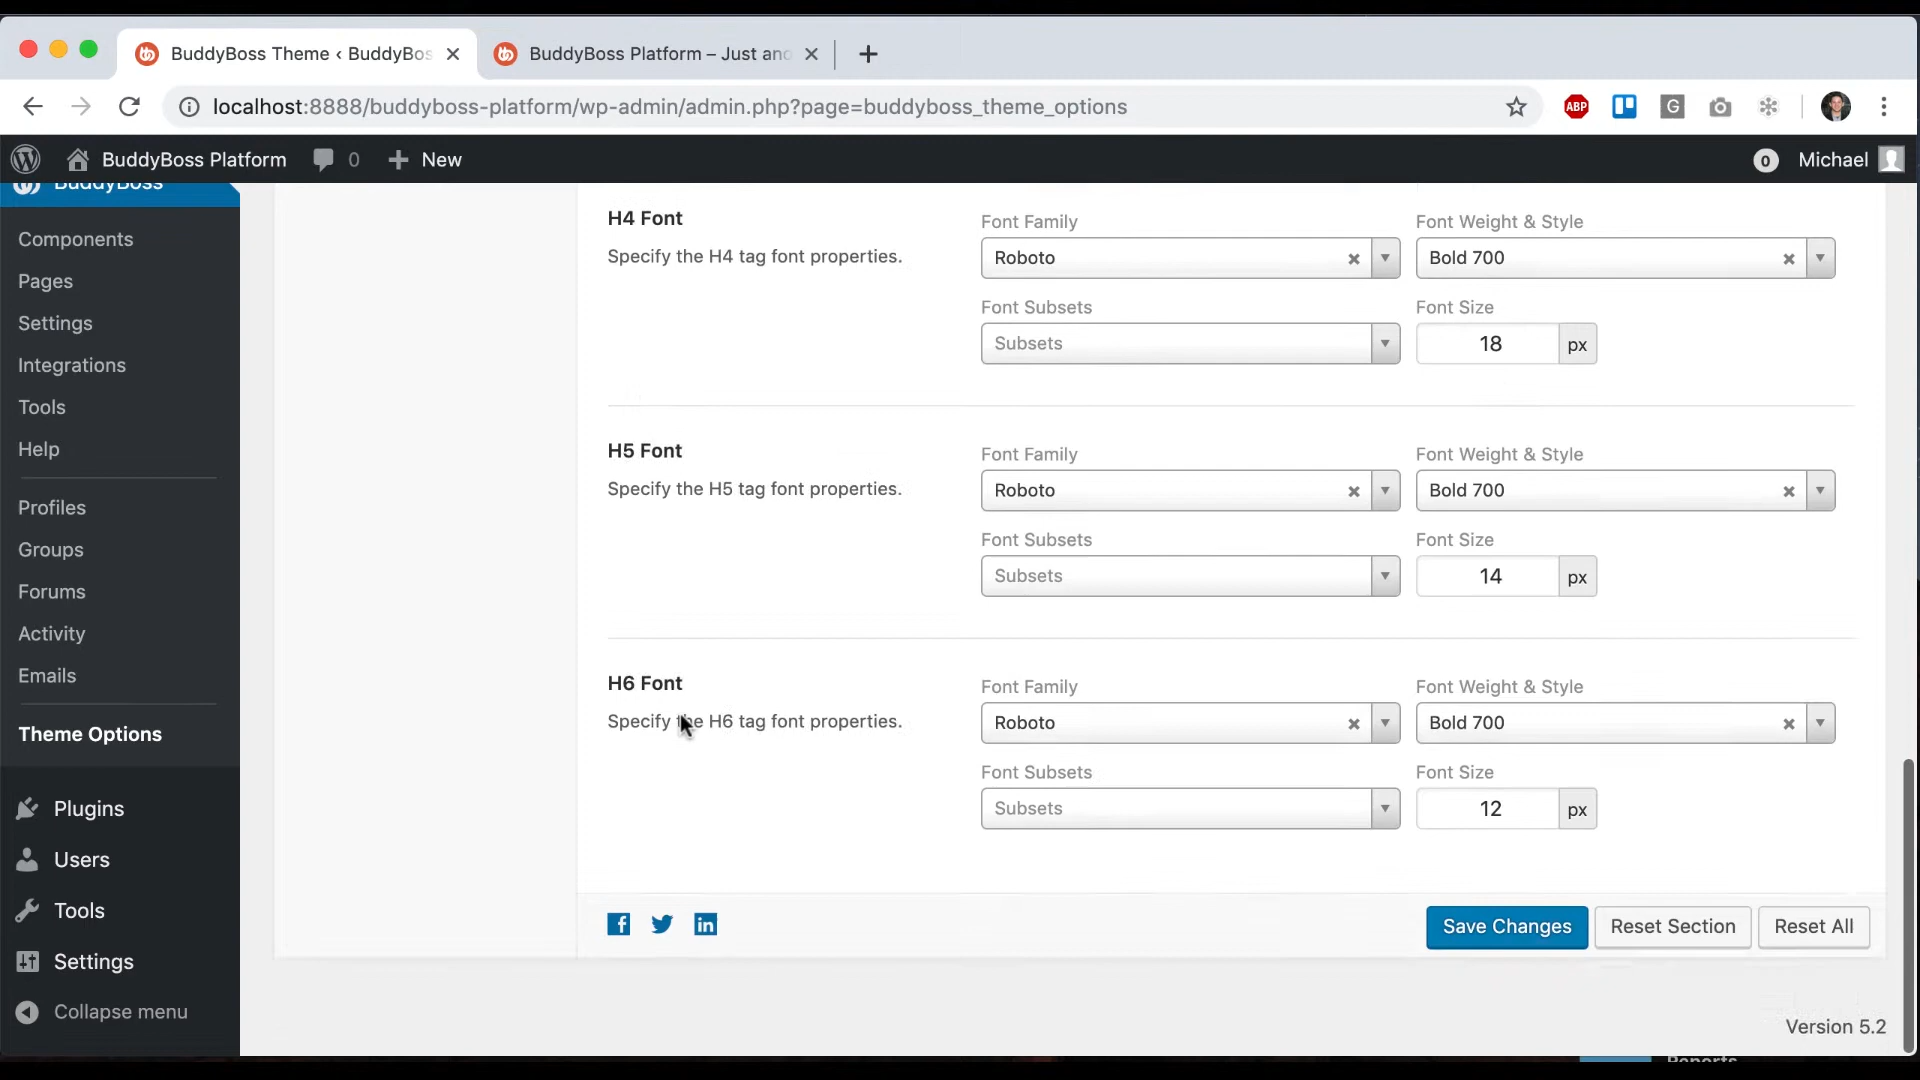 BuddyBoss Theme ‹ BuddyBos
BuddyBoss Platform – Just and
localhost:8888/buddyboss-platform/wp-admin/admin.php?page=buddyboss_theme_options
ABP
G
BuddyBoss Platform
0
New
0
Michael
BuddyBoss
Components
Pages
Settings
Integrations
Tools
Help
Profiles
Groups
Forums
Activity
Emails
Theme Options
Plugins
Users
Tools
Settings
Collapse menu
H4 Font
Specify the H4 tag font properties.
Font Family
Roboto
Font Weight & Style
Bold 700
Font Subsets
Subsets
Font Size
18 px
H5 Font
Specify the H5 tag font properties.
Font Family
Roboto
Font Weight & Style
Bold 700
Font Subsets
Subsets
Font Size
14 px
H6 Font
Specify the H6 tag font properties.
Font Family
Roboto
Font Weight & Style
Bold 700
Font Subsets
Subsets
Font Size
12 px
Save Changes
Reset Section
Reset All
Version 5.2
Reports